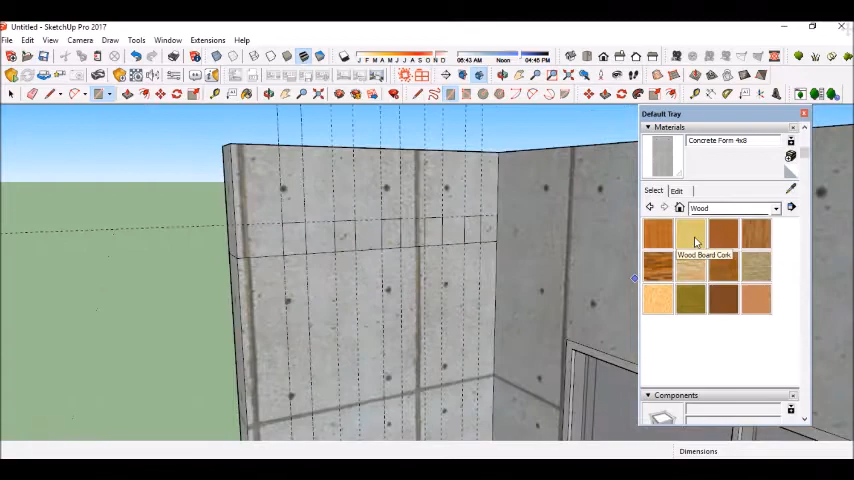 Untitled - SketchUp Pro 2017
File Edit View Camera Draw Tools Window Extensions Help
J F M A M J J A S O N D
06:43 AM Noon 04:45 PM
Default Tray
Materials
Concrete Form 4x8
Select Edit
Wood
Wood Board Cork
Components
Dimensions